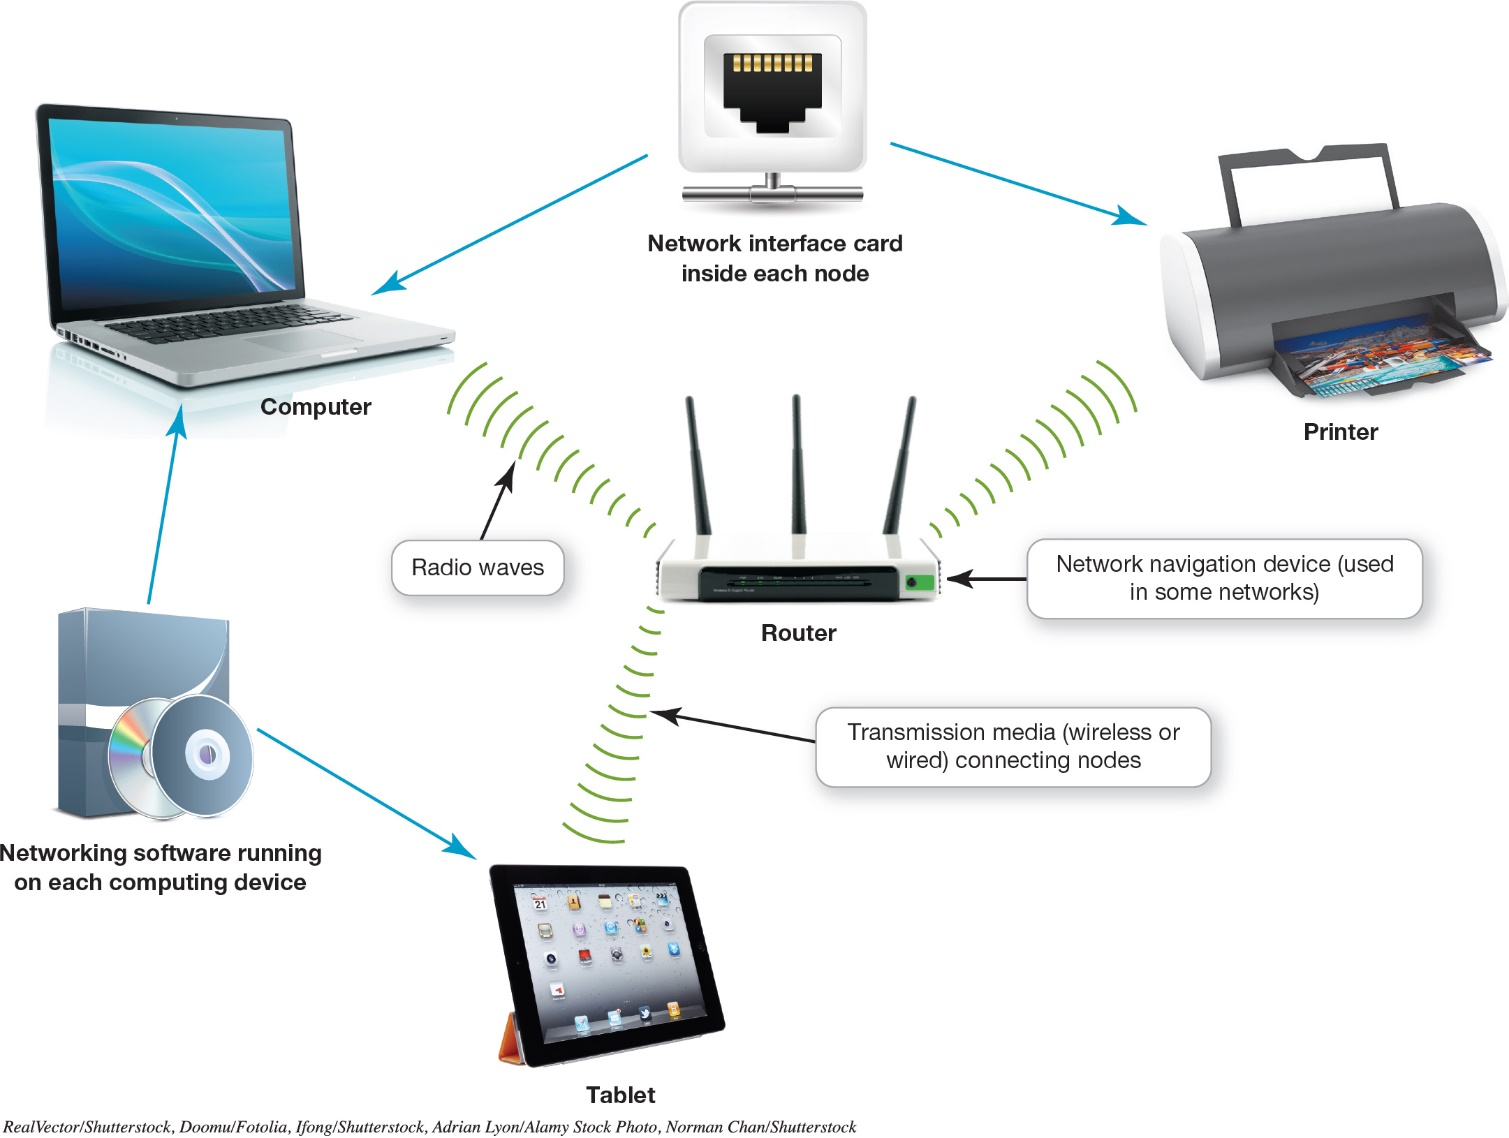 Network interface card
inside each node
Computer
Printer
Radio waves
Network navigation device (used
in some networks)
Router
Transmission media (wireless or
wired) connecting nodes
Networking software running
on each computing device
21
Tablet
RealVector/Shutterstock, Doomu/Fotolia, Ifong/Shutterstock, Adrian Lyon/Alamy Stock Photo, Norman Chan/Shutterstock